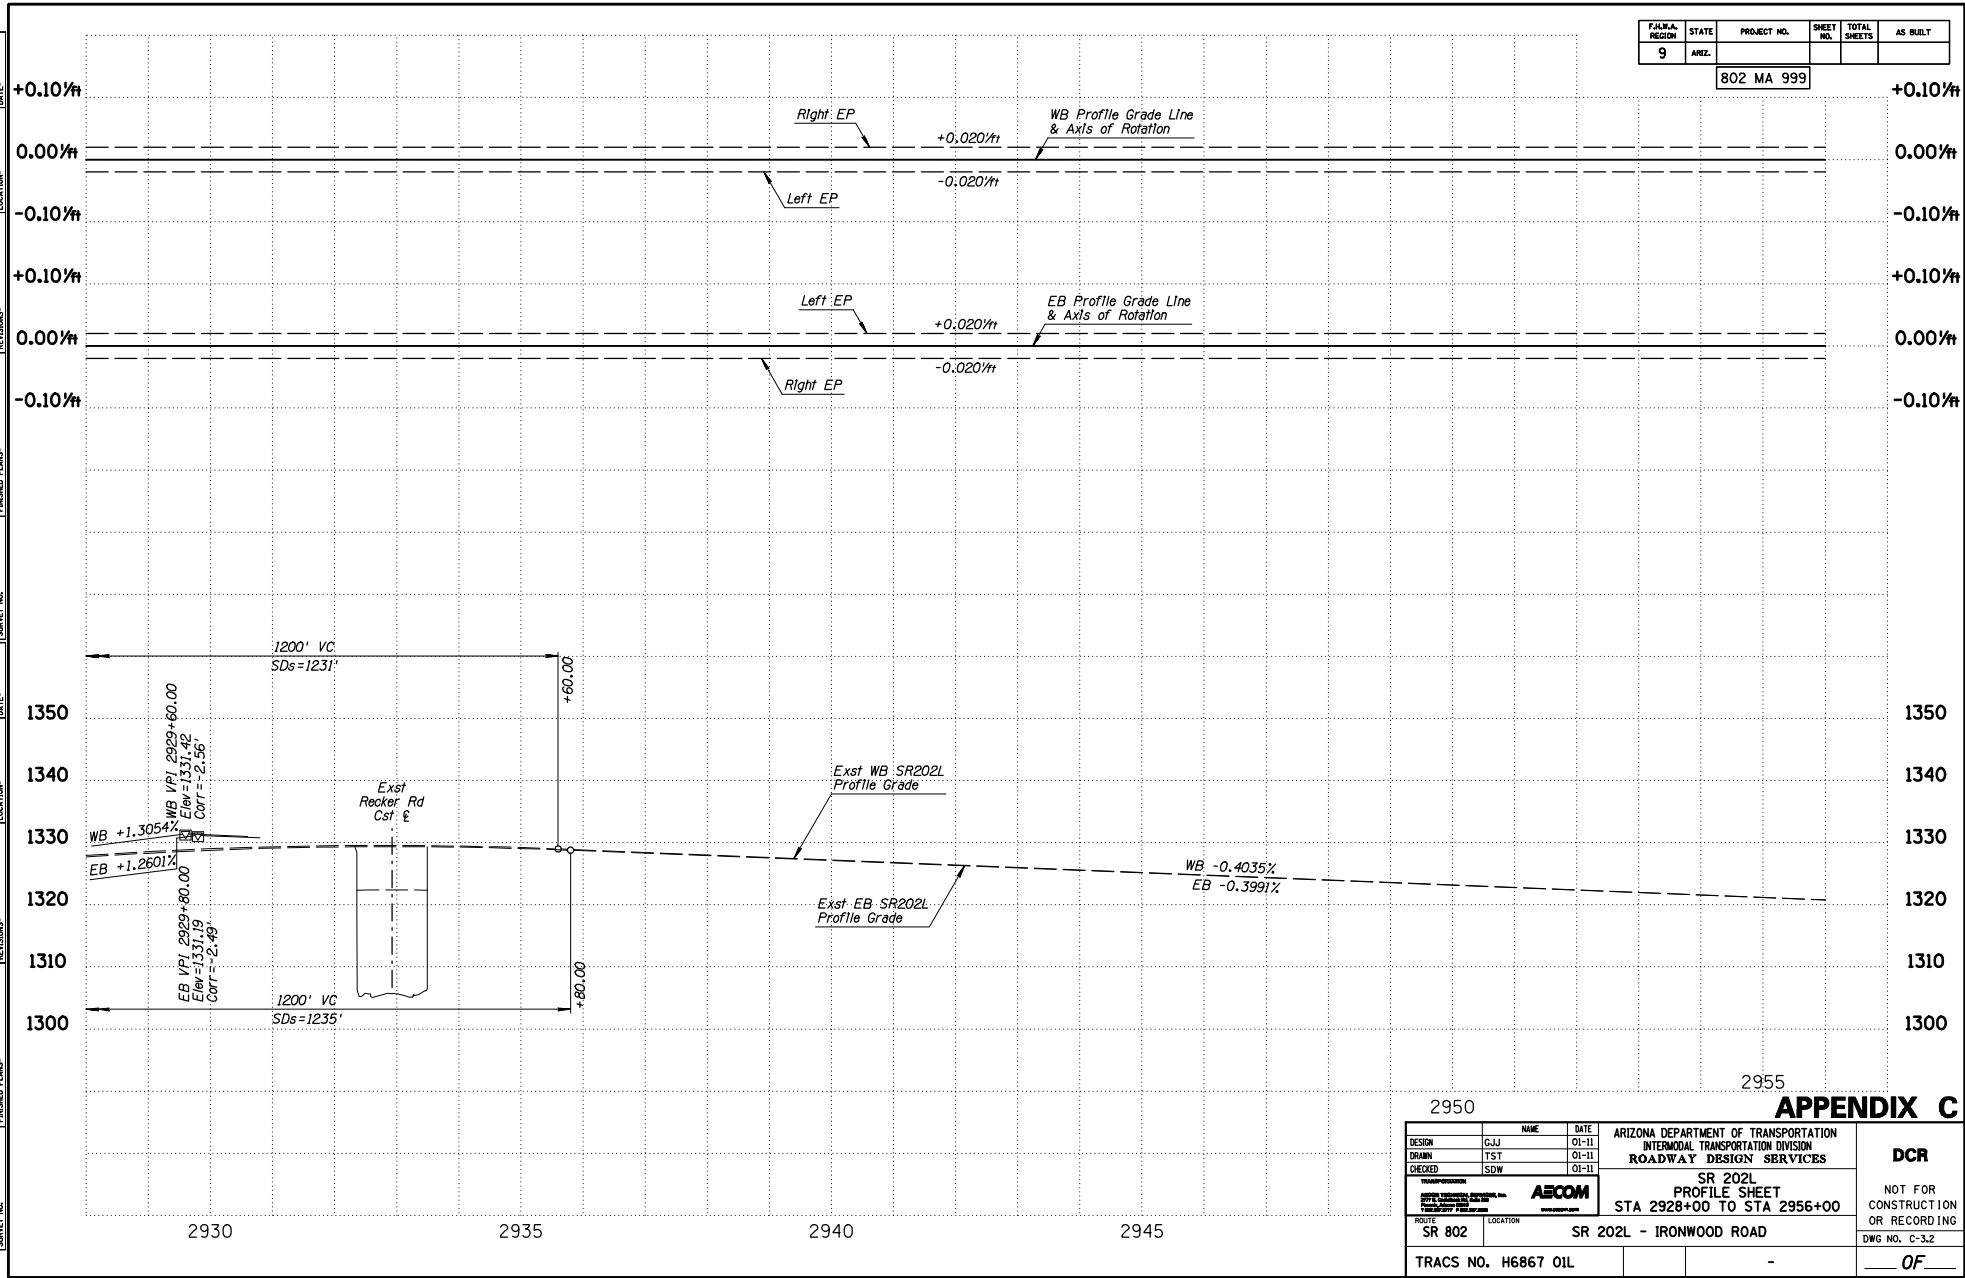 F.H.W.A. REGION STATE PROJECT NO. SHEET NO. TOTAL SHEETS AS BUILT
9 ARIZ.
802 MA 999
+0.10'/ft +0.10'/ft
Right EP
WB Profile Grade Line
& Axis of Rotation
+0.020'/ft
0.00'/ft 0.00'/ft
-0.020'/ft
Left EP
-0.10'/ft -0.10'/ft
+0.10'/ft +0.10'/ft
Left EP
EB Profile Grade Line
& Axis of Rotation
+0.020'/ft
0.00'/ft 0.00'/ft
-0.020'/ft
Right EP
-0.10'/ft -0.10'/ft
1200' VC
SDs=1231'
+60.00
WB VPI 2929+60.00
Elev=1331.42
Corr=-2.56'
1350 1350
1340 1340
Exst
Recker Rd
Cst ℄
Exst WB SR202L
Profile Grade
1330 1330
WB +1.3054%
EB +1.2601%
WB -0.4035%
EB -0.3991%
1320 1320
Exst EB SR202L
Profile Grade
EB VPI 2929+80.00
Elev=1331.19
Corr=-2.49'
1310 1310
+80.00
1200' VC
SDs=1235'
1300 1300
2955
2950
APPENDIX C
2930 2935 2940 2945
NAME DATE
DESIGN GJJ 01-11
DRAWN TST 01-11
CHECKED SDW 01-11
ARIZONA DEPARTMENT OF TRANSPORTATION
INTERMODAL TRANSPORTATION DIVISION
ROADWAY DESIGN SERVICES
DCR
TRANSPORTATION
AECOM
SR 202L
PROFILE SHEET
STA 2928+00 TO STA 2956+00
NOT FOR
CONSTRUCTION
OR RECORDING
ROUTE
SR 802
LOCATION
SR 202L - IRONWOOD ROAD
DWG NO. C-3.2
TRACS NO. H6867 01L
-
OF